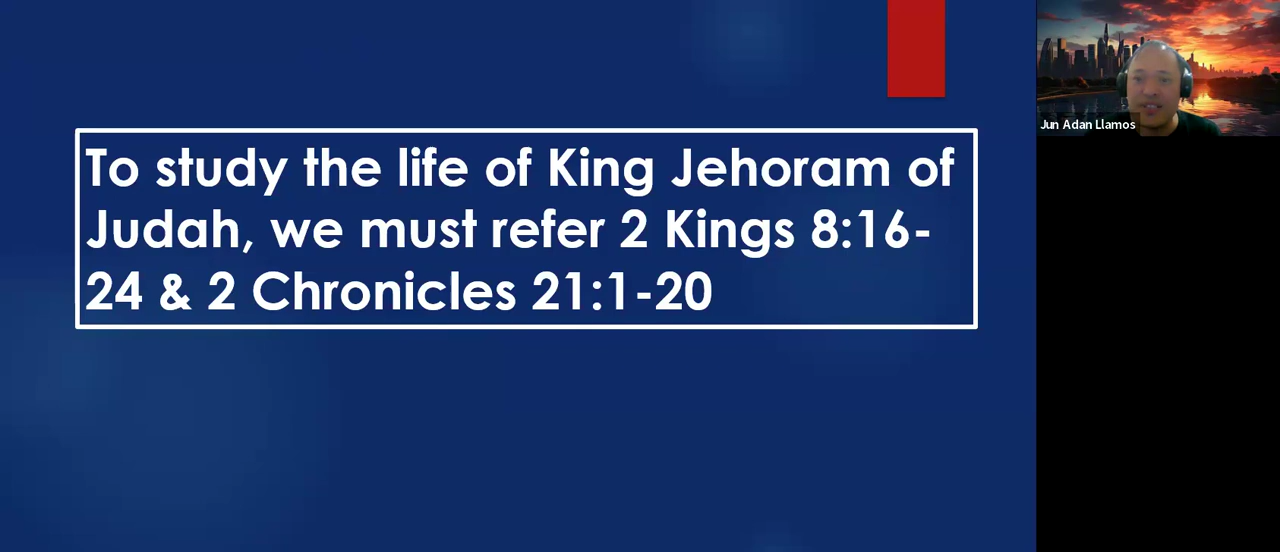 To study the life of King Jehoram of
Judah, we must refer 2 Kings 8:16-
24 & 2 Chronicles 21:1-20
Jun Adan Llamos